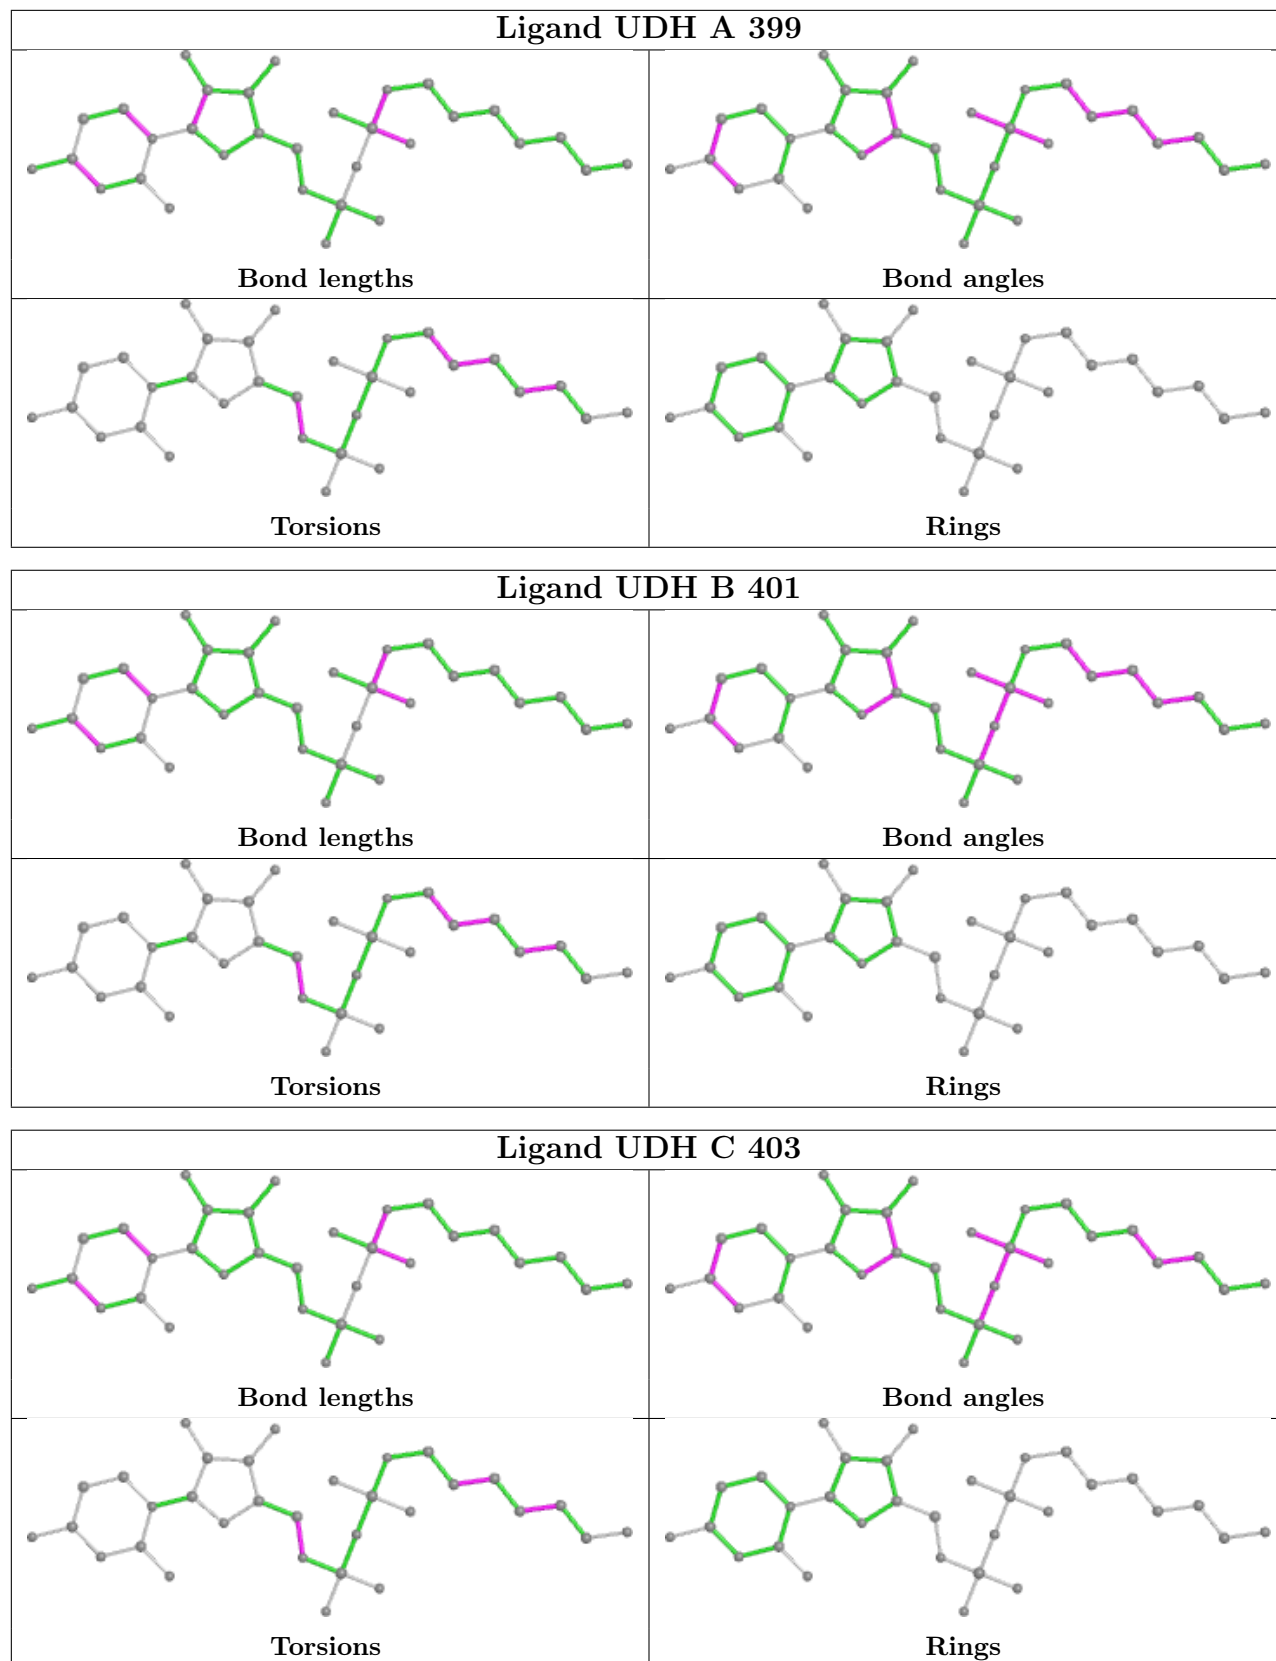 Ligand UDH A 399
Bond lengths
Bond angles
Torsions
Rings
Ligand UDH B 401
Bond lengths
Bond angles
Torsions
Rings
Ligand UDH C 403
Bond lengths
Bond angles
Torsions
Rings